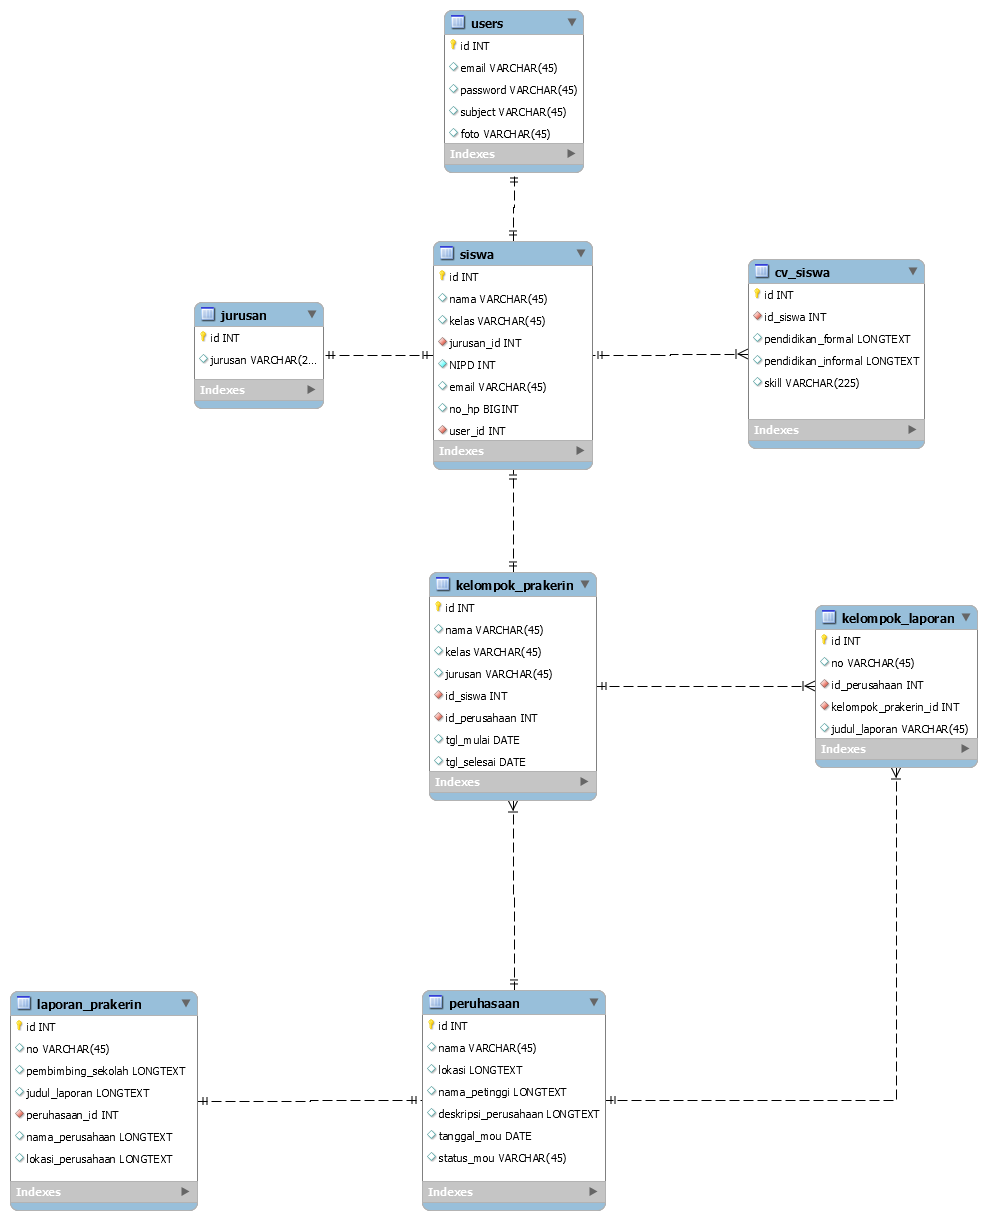 users
id INT
email VARCHAR(45)
password VARCHAR(45)
subject VARCHAR(45)
foto VARCHAR(45)
Indexes
siswa
id INT
nama VARCHAR(45)
kelas VARCHAR(45)
jurusan_id INT
NIPD INT
email VARCHAR(45)
no_hp BIGINT
user_id INT
Indexes
cv_siswa
id INT
id_siswa INT
pendidikan_formal LONGTEXT
pendidikan_informal LONGTEXT
skill VARCHAR(225)
Indexes
jurusan
id INT
jurusan VARCHAR(2...
Indexes
kelompok_prakerin
id INT
nama VARCHAR(45)
kelas VARCHAR(45)
jurusan VARCHAR(45)
id_siswa INT
id_perusahaan INT
tgl_mulai DATE
tgl_selesai DATE
Indexes
kelompok_laporan
id INT
no VARCHAR(45)
id_perusahaan INT
kelompok_prakerin_id INT
judul_laporan VARCHAR(45)
Indexes
laporan_prakerin
id INT
no VARCHAR(45)
pembimbing_sekolah LONGTEXT
judul_laporan LONGTEXT
peruhasaan_id INT
nama_perusahaan LONGTEXT
lokasi_perusahaan LONGTEXT
Indexes
peruhasaan
id INT
nama VARCHAR(45)
lokasi LONGTEXT
nama_petinggi LONGTEXT
deskripsi_perusahaan LONGTEXT
tanggal_mou DATE
status_mou VARCHAR(45)
Indexes